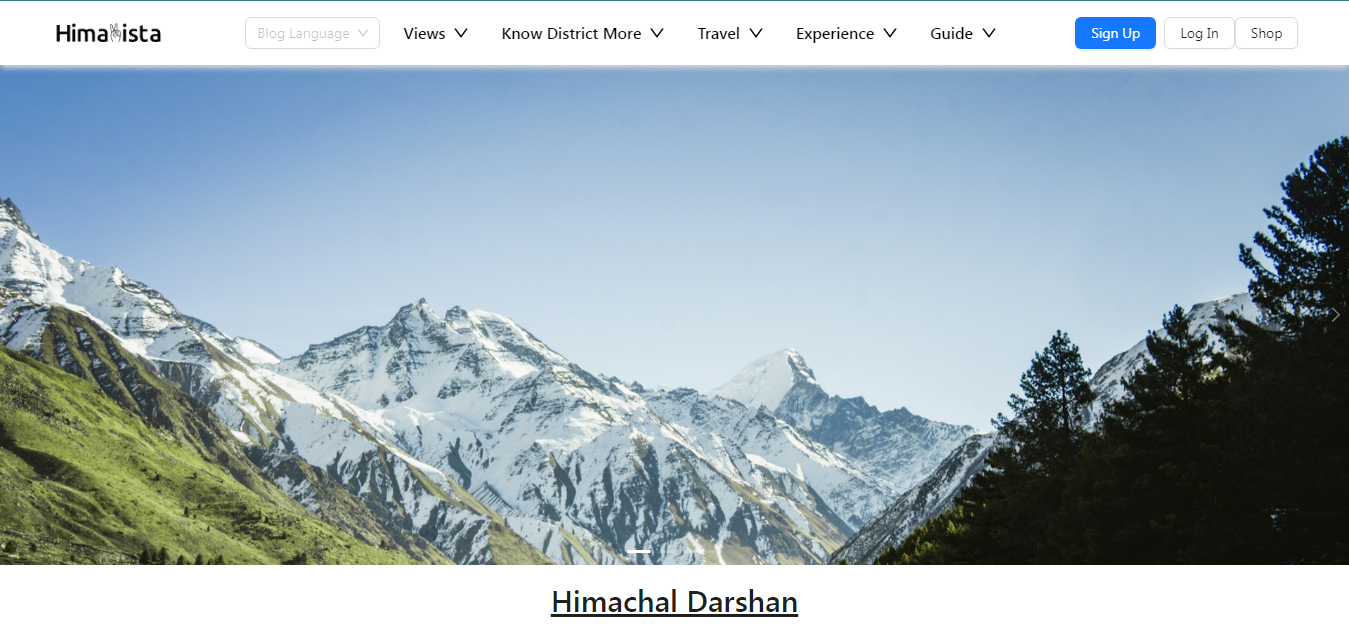 Himavista
Blog Language
Views
Know District More
Travel
Experience
Guide
Sign Up
Log In
Shop
Himachal Darshan